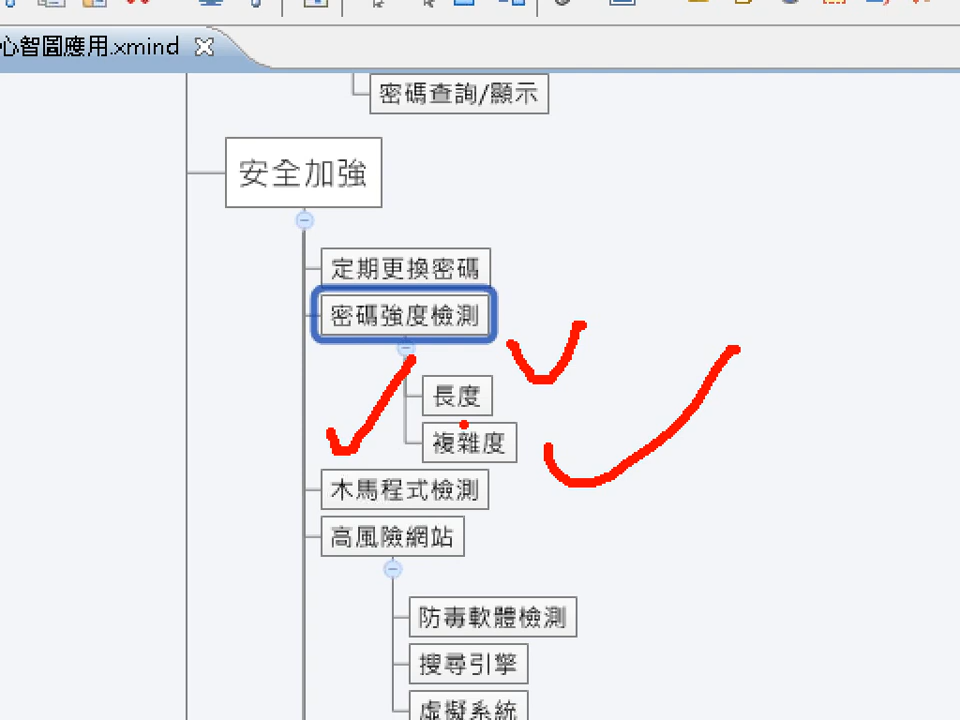 心智圖應用.xmind
密碼查詢/顯示
安全加強
定期更換密碼
密碼強度檢測
長度
複雜度
木馬程式檢測
高風險網站
防毒軟體檢測
搜尋引擎
虛擬系統